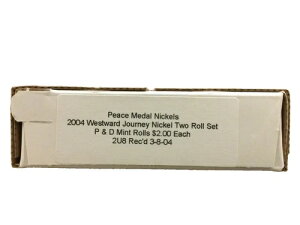 Peace Medal Nickels
2004 Westward Journey Nickel Two Roll Set
P & D Mint Rolls $2.00 Each
2U8 Rec'd 3-8-04